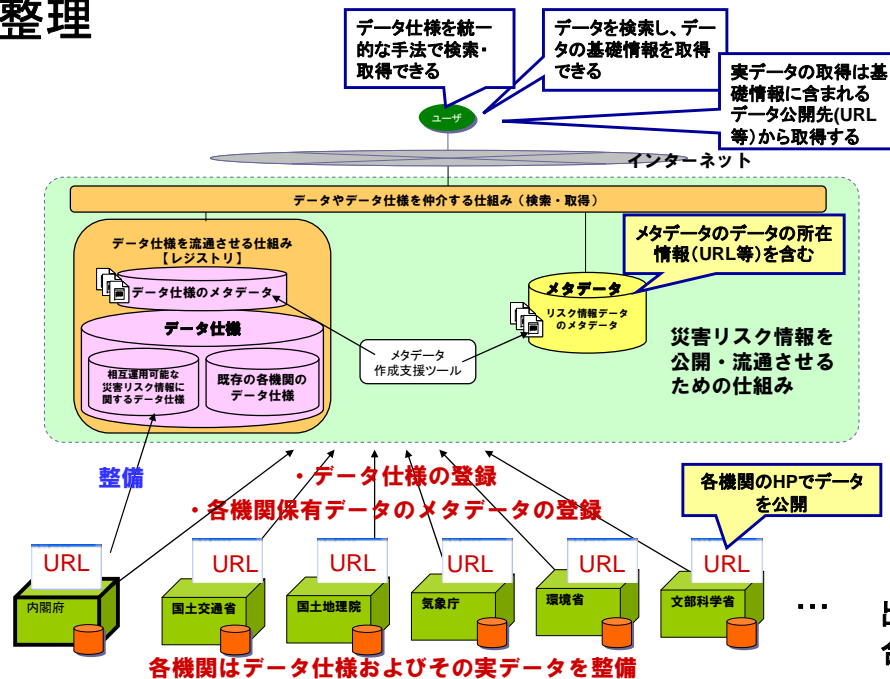 整理
データ仕様を統一
的な手法で検索・
取得できる
データを検索し、デー
タの基礎情報を取得
できる
実データの取得は基
礎情報に含まれる
データ公開先(URL
等)から取得する
ユーザ
インターネット
データやデータ仕様を仲介する仕組み（検索・取得）
データ仕様を流通させる仕組み
【レジストリ】
データ仕様のメタデータ
データ仕様
相互運用可能な
災害リスク情報に
関するデータ仕様
既存の各機関の
データ仕様
メタデータ
作成支援ツール
メタデータのデータの所在
情報(URL等)を含む
メタデータ
リスク情報データ
のメタデータ
災害リスク情報を
公開・流通させる
ための仕組み
整備
・データ仕様の登録
・各機関保有データのメタデータの登録
各機関のHPでデータ
を公開
URL
URL
URL
URL
URL
URL
内閣府
国土交通省
国土地理院
気象庁
環境省
文部科学省
…
各機関はデータ仕様およびその実データを整備